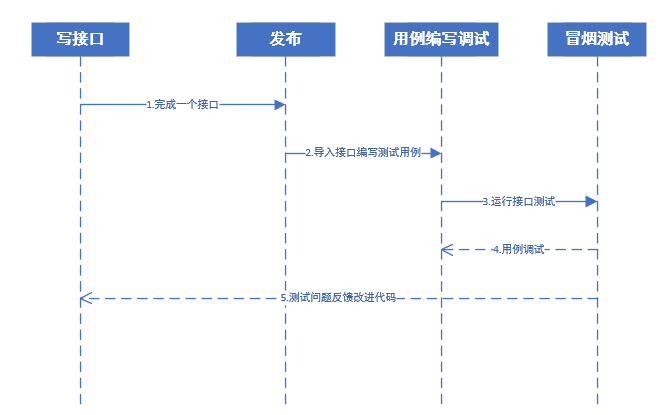 写接口
发布
用例编写调试
冒烟测试
1.完成一个接口
2.导入接口编写测试用例
3.运行接口测试
4.用例调试
5.测试问题反馈改进代码